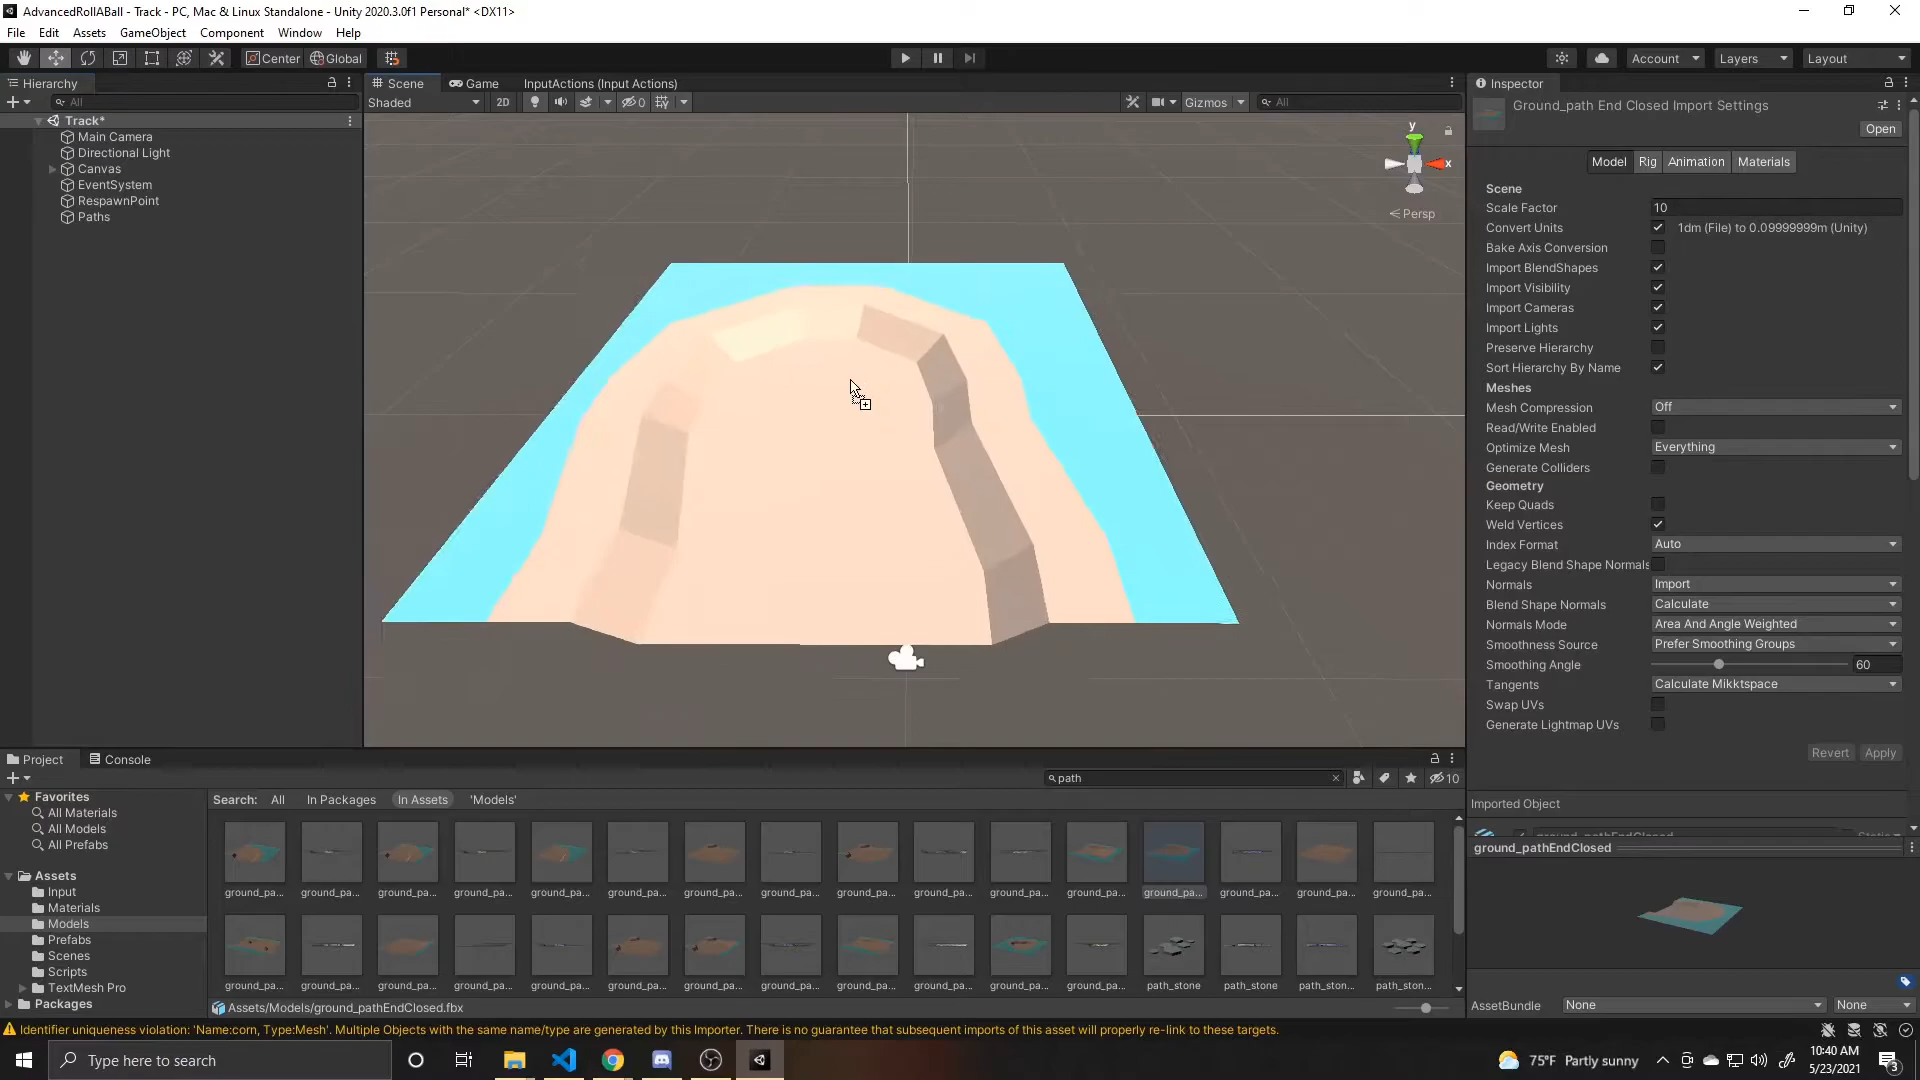 AdvancedRollABall - Track - PC, Mac & Linux Standalone - Unity 2020.3.0f1 Personal* <DX11>
File Edit Assets GameObject Component Window Help
Center Global Account Layers Layout
Hierarchy
All
Track*
Main Camera
Directional Light
Canvas
EventSystem
RespawnPoint
Paths
Scene Game InputActions (Input Actions)
Shaded 2D 0 Gizmos All
y
x
Persp
Inspector
Ground_path End Closed Import Settings
Open
Model Rig Animation Materials
Scene
Scale Factor 10
Convert Units 1dm (File) to 0.09999999m (Unity)
Bake Axis Conversion
Import BlendShapes
Import Visibility
Import Cameras
Import Lights
Preserve Hierarchy
Sort Hierarchy By Name
Meshes
Mesh Compression Off
Read/Write Enabled
Optimize Mesh Everything
Generate Colliders
Geometry
Keep Quads
Weld Vertices
Index Format Auto
Legacy Blend Shape Normals
Normals Import
Blend Shape Normals Calculate
Normals Mode Area And Angle Weighted
Smoothness Source Prefer Smoothing Groups
Smoothing Angle 60
Tangents Calculate Mikktspace
Swap UVs
Generate Lightmap UVs
Revert Apply
Imported Object
ground_pathEndClosed
AssetBundle None None
Project Console
path 10
Favorites
All Materials
All Models
All Prefabs
Assets
Input
Materials
Models
Prefabs
Scenes
Scripts
TextMesh Pro
Packages
Search: All In Packages In Assets 'Models'
ground_pa... ground_pa... ground_pa... ground_pa... ground_pa... ground_pa... ground_pa... ground_pa... ground_pa... ground_pa... ground_pa... ground_pa... ground_pa... ground_pa... ground_pa... ground_pa...
ground_pa... ground_pa... ground_pa... ground_pa... ground_pa... ground_pa... ground_pa... ground_pa... ground_pa... ground_pa... ground_pa... ground_pa... path_stone path_stone path_ston... path_ston...
Assets/Models/ground_pathEndClosed.fbx
Identifier uniqueness violation: 'Name:corn, Type:Mesh'. Multiple Objects with the same name/type are generated by this Importer. There is no guarantee that subsequent imports of this asset will properly re-link to these targets.
Type here to search
75°F Partly sunny
10:40 AM
5/23/2021
3